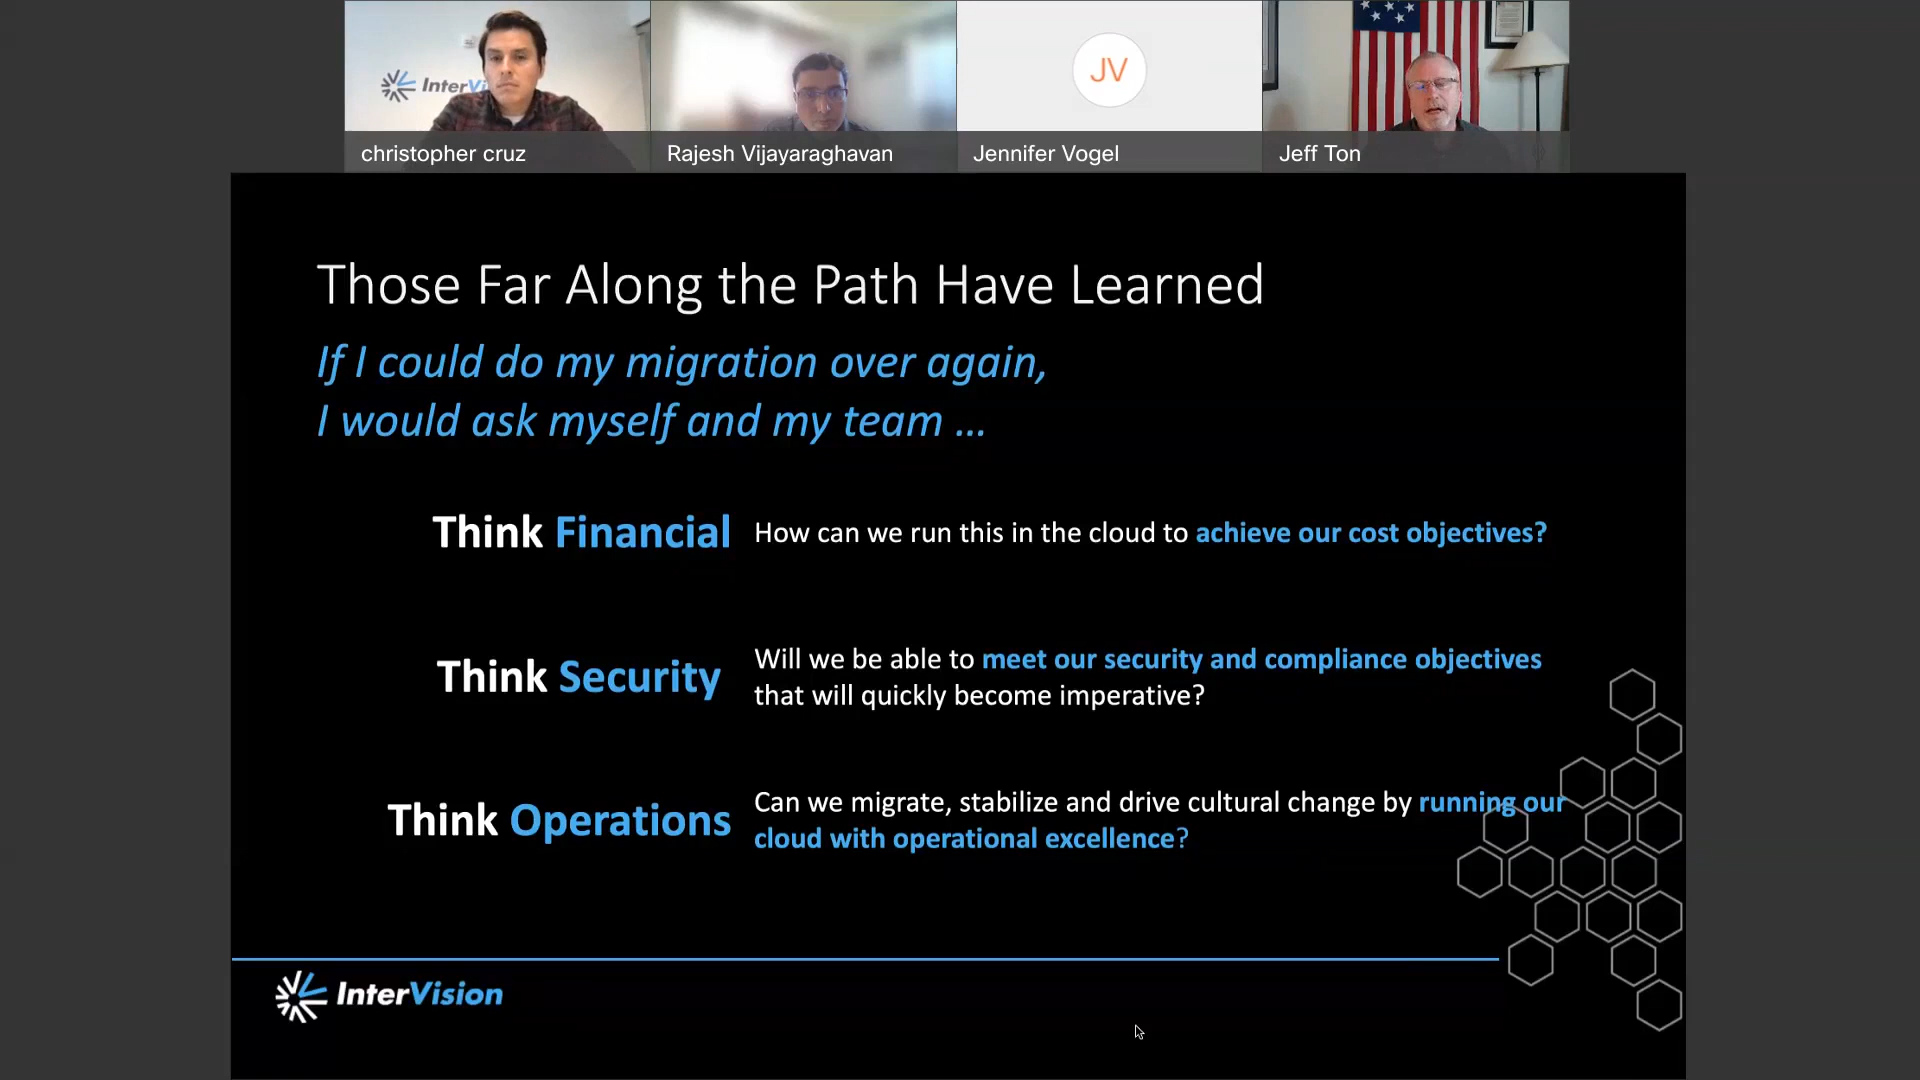 InterVi
JV
christopher cruz
Rajesh Vijayaraghavan
Jennifer Vogel
Jeff Ton
Those Far Along the Path Have Learned
If I could do my migration over again,
I would ask myself and my team ...
Think Financial
How can we run this in the cloud to achieve our cost objectives?
Think Security
Will we be able to meet our security and compliance objectives
that will quickly become imperative?
Think Operations
Can we migrate, stabilize and drive cultural change by running our
cloud with operational excellence?
InterVision